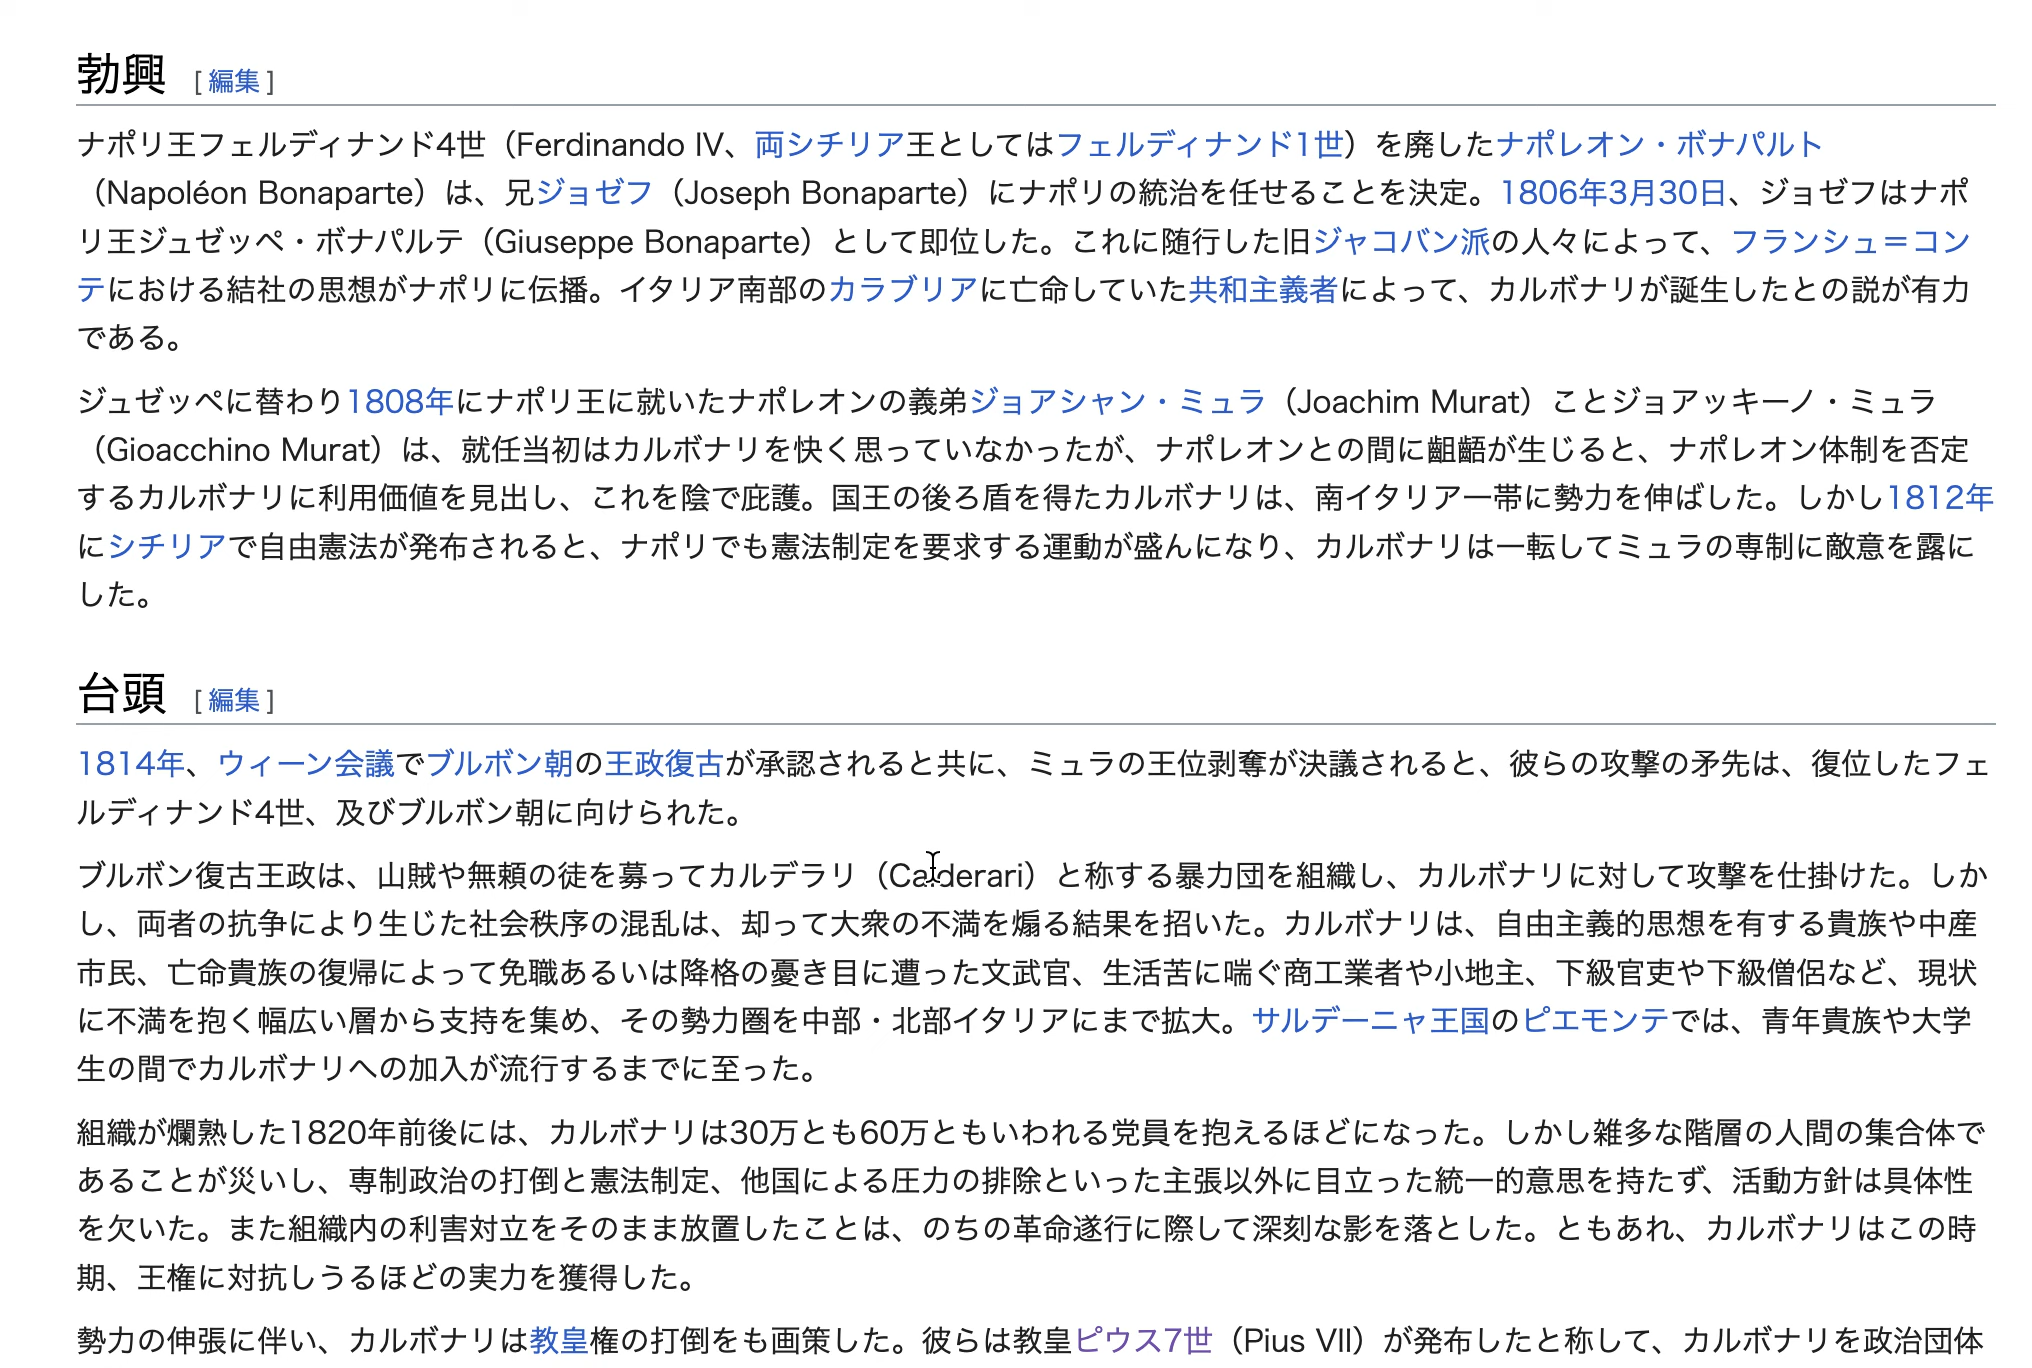 勃興 [ 編集 ]
ナポリ王フェルディナンド4世（Ferdinando IV、両シチリア王としてはフェルディナンド1世）を廃したナポレオン・ボナパルト
（Napoléon Bonaparte）は、兄ジョゼフ（Joseph Bonaparte）にナポリの統治を任せることを決定。1806年3月30日、ジョゼフはナポ
リ王ジュゼッペ・ボナパルテ（Giuseppe Bonaparte）として即位した。これに随行した旧ジャコバン派の人々によって、フランシュ＝コン
テにおける結社の思想がナポリに伝播。イタリア南部のカラブリアに亡命していた共和主義者によって、カルボナリが誕生したとの説が有力
である。
ジュゼッペに替わり1808年にナポリ王に就いたナポレオンの義弟ジョアシャン・ミュラ（Joachim Murat）ことジョアッキーノ・ミュラ
（Gioacchino Murat）は、就任当初はカルボナリを快く思っていなかったが、ナポレオンとの間に齟齬が生じると、ナポレオン体制を否定
するカルボナリに利用価値を見出し、これを陰で庇護。国王の後ろ盾を得たカルボナリは、南イタリア一帯に勢力を伸ばした。しかし1812年
にシチリアで自由憲法が発布されると、ナポリでも憲法制定を要求する運動が盛んになり、カルボナリは一転してミュラの専制に敵意を露に
した。
台頭 [ 編集 ]
1814年、ウィーン会議でブルボン朝の王政復古が承認されると共に、ミュラの王位剥奪が決議されると、彼らの攻撃の矛先は、復位したフェ
ルディナンド4世、及びブルボン朝に向けられた。
ブルボン復古王政は、山賊や無頼の徒を募ってカルデラリ（Calderari）と称する暴力団を組織し、カルボナリに対して攻撃を仕掛けた。しか
し、両者の抗争により生じた社会秩序の混乱は、却って大衆の不満を煽る結果を招いた。カルボナリは、自由主義的思想を有する貴族や中産
市民、亡命貴族の復帰によって免職あるいは降格の憂き目に遭った文武官、生活苦に喘ぐ商工業者や小地主、下級官吏や下級僧侶など、現状
に不満を抱く幅広い層から支持を集め、その勢力圏を中部・北部イタリアにまで拡大。サルデーニャ王国のピエモンテでは、青年貴族や大学
生の間でカルボナリへの加入が流行するまでに至った。
組織が爛熟した1820年前後には、カルボナリは30万とも60万ともいわれる党員を抱えるほどになった。しかし雑多な階層の人間の集合体で
あることが災いし、専制政治の打倒と憲法制定、他国による圧力の排除といった主張以外に目立った統一的意思を持たず、活動方針は具体性
を欠いた。また組織内の利害対立をそのまま放置したことは、のちの革命遂行に際して深刻な影を落とした。ともあれ、カルボナリはこの時
期、王権に対抗しうるほどの実力を獲得した。
勢力の伸張に伴い、カルボナリは教皇権の打倒をも画策した。彼らは教皇ピウス7世（Pius VII）が発布したと称して、カルボナリを政治団体